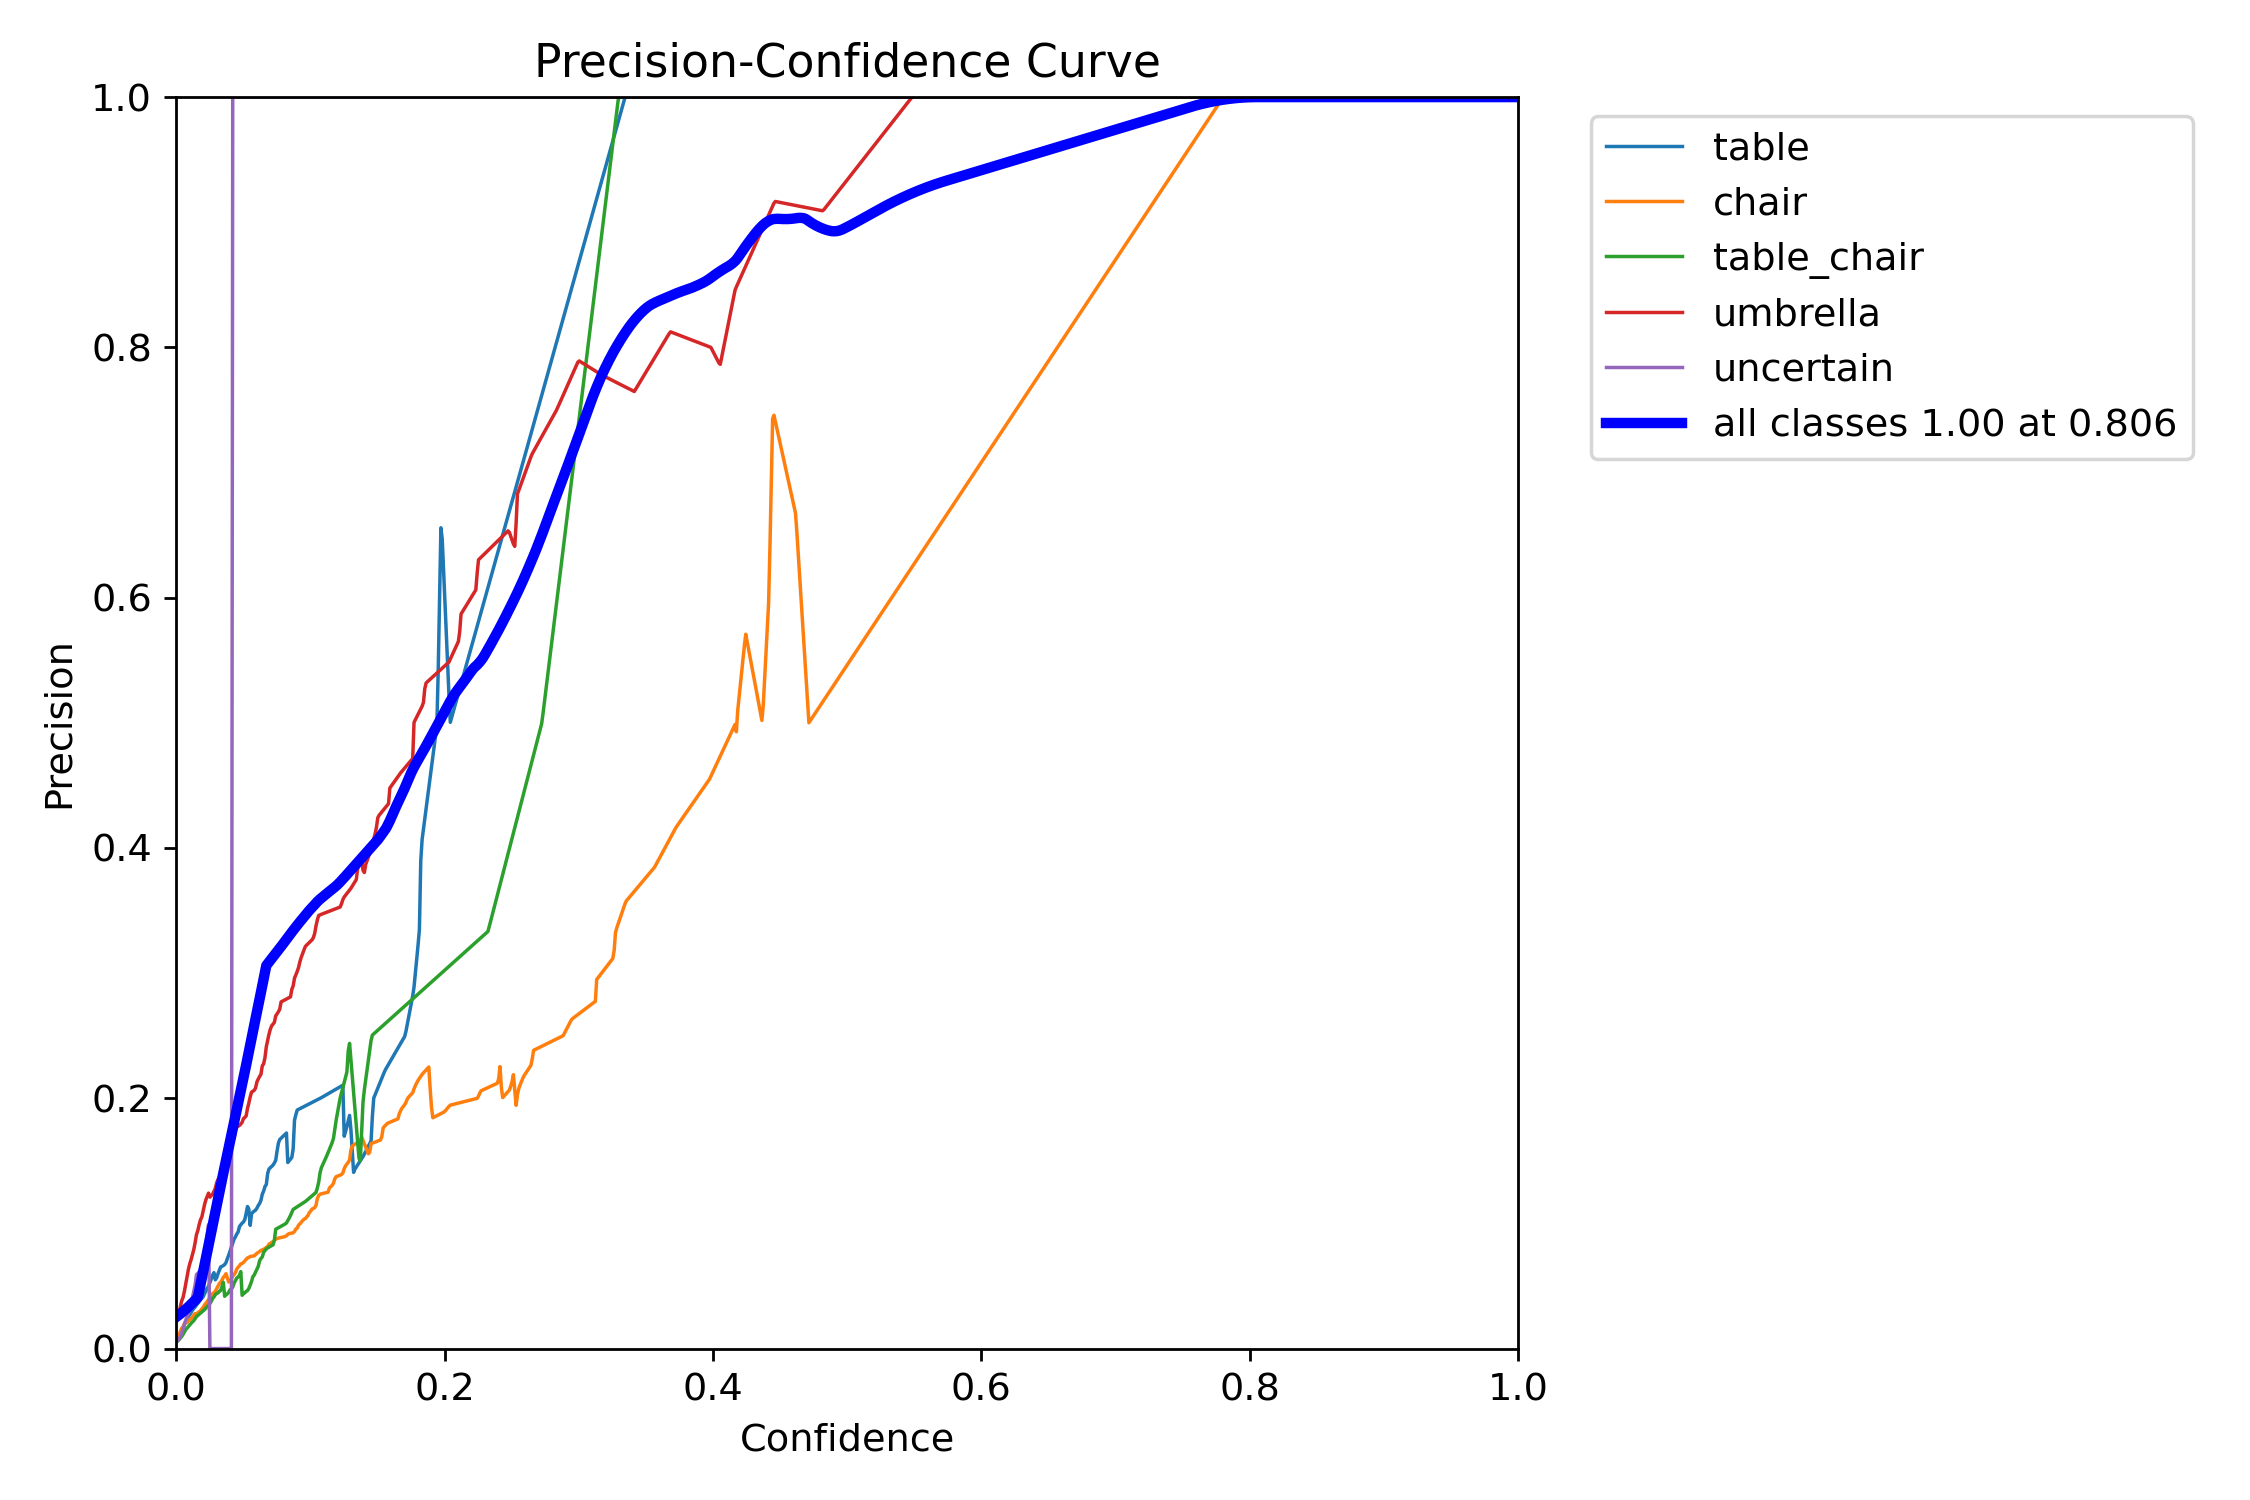 Precision-Confidence Curve
1.0
0.8
0.6
0.4
0.2
0.0
Precision
0.0 0.2 0.4 0.6 0.8 1.0
Confidence
table
chair
table_chair
umbrella
uncertain
all classes 1.00 at 0.806